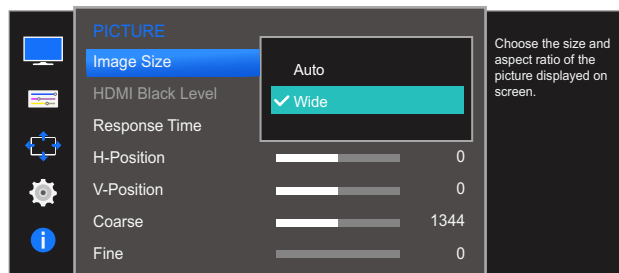 PICTURE
Image Size
Auto
Wide
HDMI Black Level
Response Time
H-Position 0
V-Position 0
Coarse 1344
Fine 0
Choose the size and
aspect ratio of the
picture displayed on
screen.
i